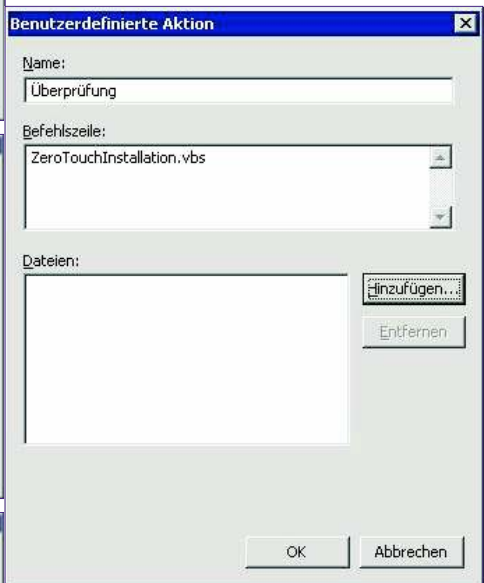 Benutzerdefinierte Aktion
Name:
Überprüfung
Befehlszeile:
ZeroTouchInstallation.vbs
Dateien:
Hinzufügen...
Entfernen
OK
Abbrechen